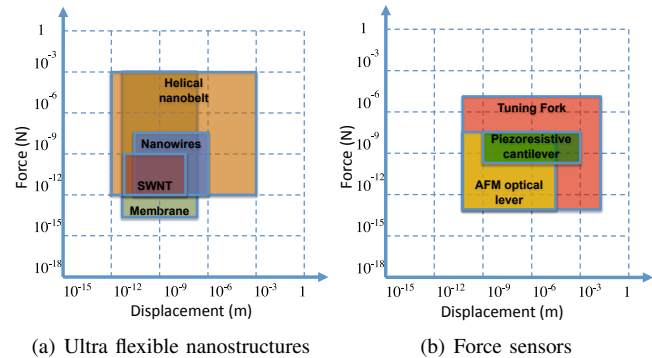 1
10-3
10-6
10-9
10-12
10-15
10-18
Force (N)
Helical
nanobelt
Nanowires
SWNT
Membrane
10-15
10-12
10-9
10-6
10-3
1
Displacement (m)
(a) Ultra flexible nanostructures
1
10-3
10-6
10-9
10-12
10-15
10-18
Force (N)
Tuning Fork
Piezoresistive
cantilever
AFM optical
lever
10-15
10-12
10-9
10-6
10-3
1
Displacement (m)
(b) Force sensors